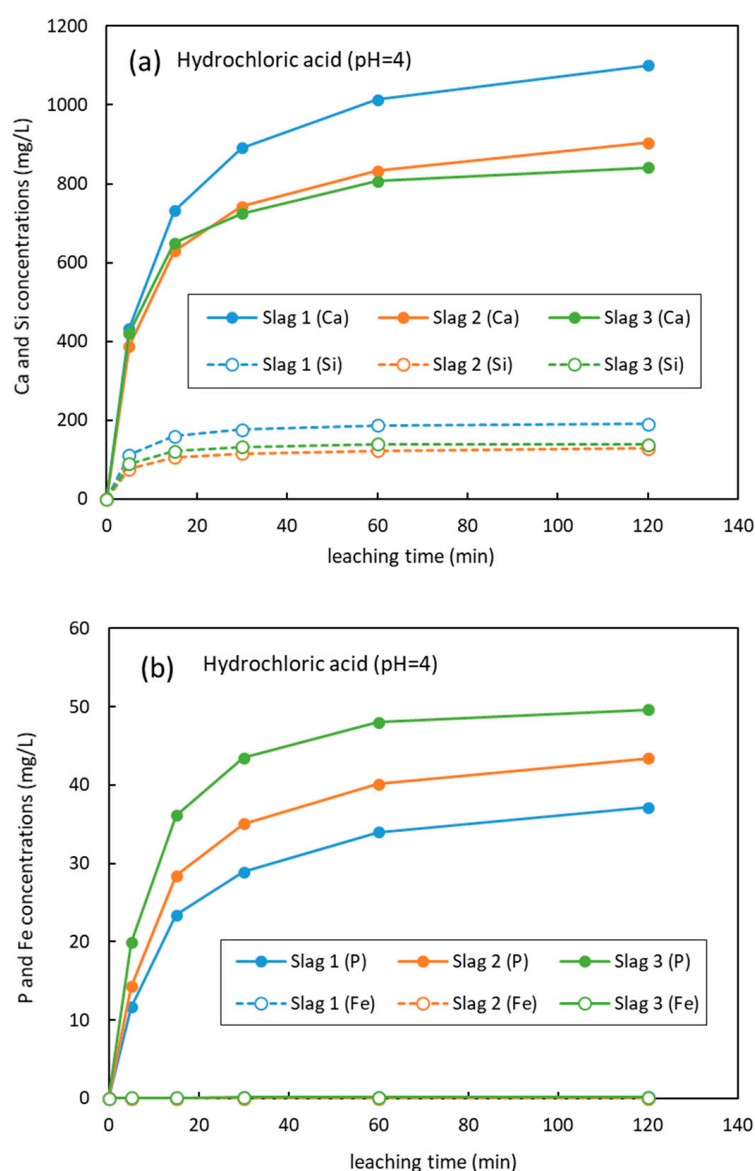 1200
(a) Hydrochloric acid (pH=4)
1000
800
600
400
200
0
Ca and Si concentrations (mg/L)
Slag 1 (Ca) Slag 2 (Ca) Slag 3 (Ca)
Slag 1 (Si) Slag 2 (Si) Slag 3 (Si)
0 20 40 60 80 100 120 140
leaching time (min)
60
(b) Hydrochloric acid (pH=4)
50
40
30
20
10
0
P and Fe concentrations (mg/L)
Slag 1 (P) Slag 2 (P) Slag 3 (P)
Slag 1 (Fe) Slag 2 (Fe) Slag 3 (Fe)
0 20 40 60 80 100 120 140
leaching time (min)